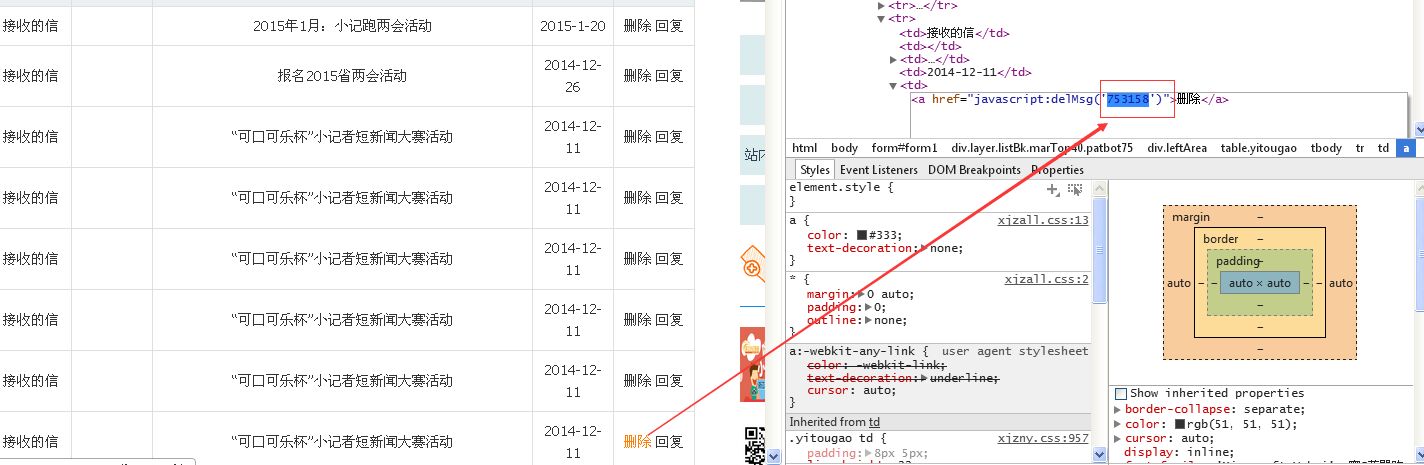 接收的信 2015年1月：小记跑两会活动 2015-1-20 删除 回复
接收的信 报名2015省两会活动 2014-12-26 删除 回复
接收的信 “可口可乐杯”小记者短新闻大赛活动 2014-12-11 删除 回复
接收的信 “可口可乐杯”小记者短新闻大赛活动 2014-12-11 删除 回复
接收的信 “可口可乐杯”小记者短新闻大赛活动 2014-12-11 删除 回复
接收的信 “可口可乐杯”小记者短新闻大赛活动 2014-12-11 删除 回复
接收的信 “可口可乐杯”小记者短新闻大赛活动 2014-12-11 删除 回复
接收的信 “可口可乐杯”小记者短新闻大赛活动 2014-12-11 删除 回复
▶<tr>…</tr>
▼<tr>
<td>接收的信</td>
<td></td>
▶<td>…</td>
<td>2014-12-11</td>
▼<td>
<a href="javascript:delMsg('753158')">删除</a>
html body form#form1 div.layer.listBk.marTop40.patbot75 div.leftArea table.yitougao tbody tr td a
Styles Event Listeners DOM Breakpoints Properties
element.style {
}
a { xjzall.css:13
color: #333;
text-decoration:▶none;
}
* { xjzall.css:2
margin:▶0 auto;
padding:▶0;
outline:▶none;
}
a:-webkit-any-link { user agent stylesheet
color: -webkit-link;
text-decoration:▶underline;
cursor: auto;
}
Inherited from td
.yitougao td { xjzny.css:957
padding:▶8px 5px;
margin –
border –
padding –
auto – – auto × auto – – auto
–
–
–
Show inherited properties
▶border-collapse: separate;
▶color: rgb(51, 51, 51);
▶cursor: auto;
display: inline;